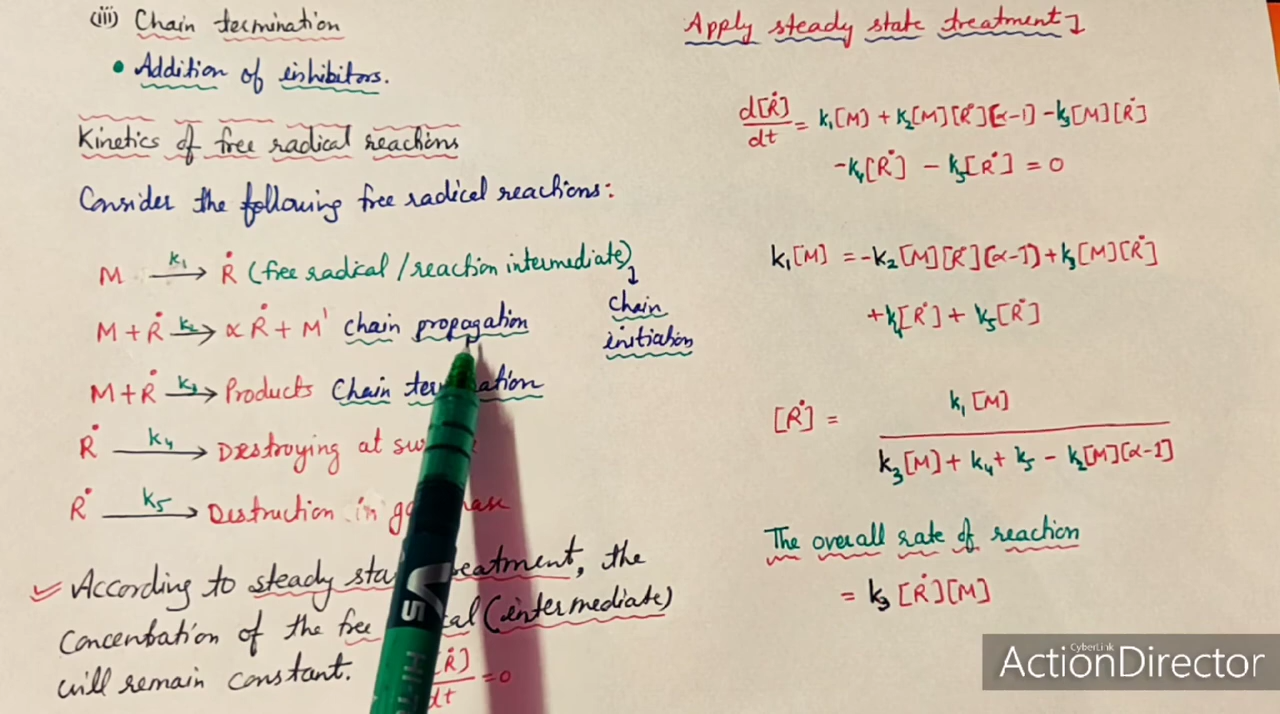 (iii) Chain termination
• Addition of inhibitors.
Kinetics of free radical reactions
Consider the following free radical reactions:
M —k₁→ Ṙ (free radical / reaction intermediate)
↓
Chain
initiation
M + Ṙ —k₂→ ∝ Ṙ + M' Chain propagation
M + Ṙ —k₃→ Products Chain
Ṙ —k₄→ Destroying at
Ṙ —k₅→ Destruction in
According to steady treatment, the
concentration of the free (intermediate)
will remain constant. = 0
Apply steady state treatment
d[Ṙ]/dt = k₁[M] + k₂[M][Ṙ][∝-1] - k₃[M][Ṙ]
-k₄[Ṙ] - k₅[Ṙ] = 0
k₁[M] = -k₂[M][Ṙ][∝-1] + k₃[M][Ṙ]
+k₄[Ṙ] + k₅[Ṙ]
[Ṙ] = k₁[M] / k₃[M] + k₄ + k₅ - k₂[M][∝-1]
The overall rate of reaction
= k₃[Ṙ][M]
V5
CyberLink
ActionDirector